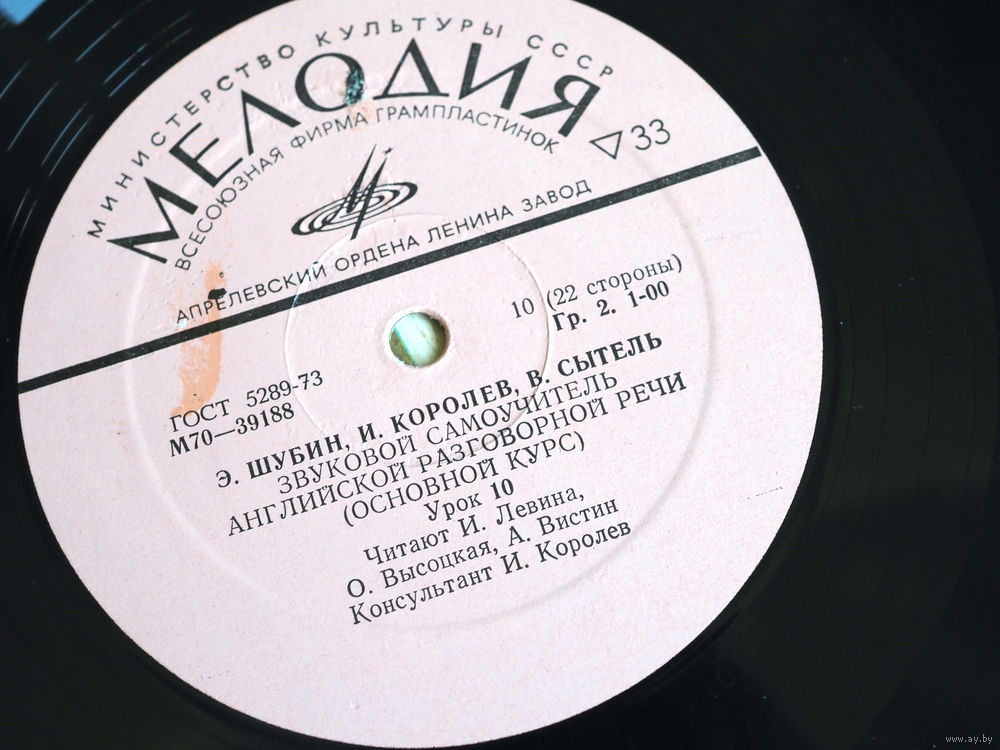 МИНИСТЕРСТВО КУЛЬТУРЫ СССР
МЕЛОДИЯ
ВСЕСОЮЗНАЯ ФИРМА ГРАМПЛАСТИНОК
33
АПРЕЛЕВСКИЙ ОРДЕНА ЛЕНИНА ЗАВОД
10 (22 стороны)
Гр. 2. 1-00
ГОСТ 5289-73
М70—39188
Э. ШУБИН, И. КОРОЛЕВ, В. СЫТЕЛЬ
ЗВУКОВОЙ САМОУЧИТЕЛЬ
АНГЛИЙСКОЙ РАЗГОВОРНОЙ РЕЧИ
(ОСНОВНОЙ КУРС)
Урок 10
Читают И. Левина,
О. Высоцкая, А. Вистин
Консультант И. Королев
www.ay.by